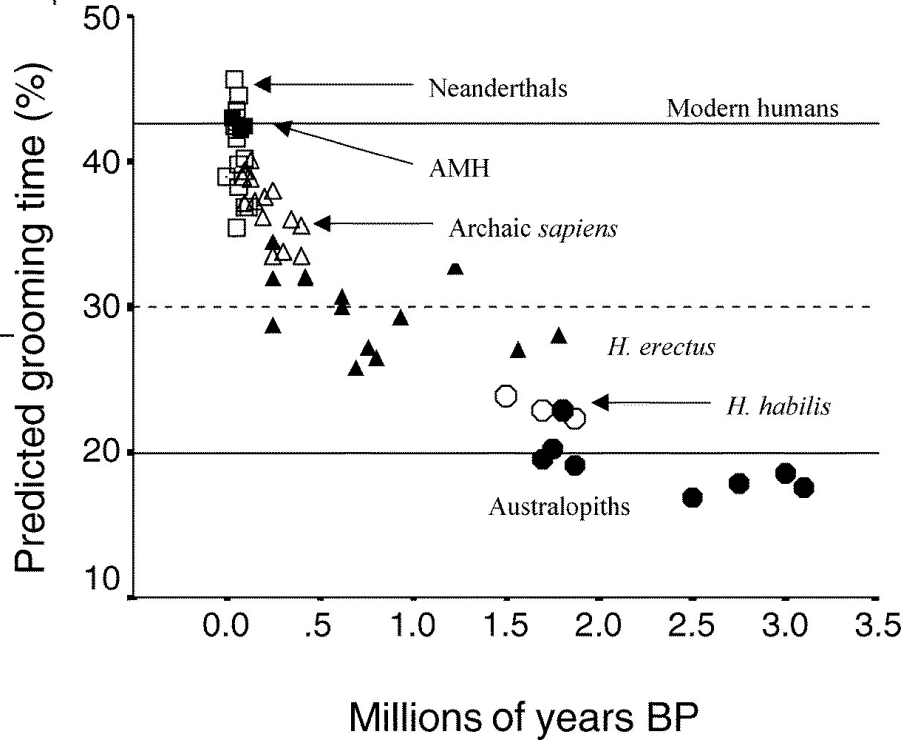 50
Neanderthals
Modern humans
40
AMH
Archaic sapiens
30
H. erectus
H. habilis
20
Australopiths
10
0.0 .5 1.0 1.5 2.0 2.5 3.0 3.5
Millions of years BP
Predicted grooming time (%)